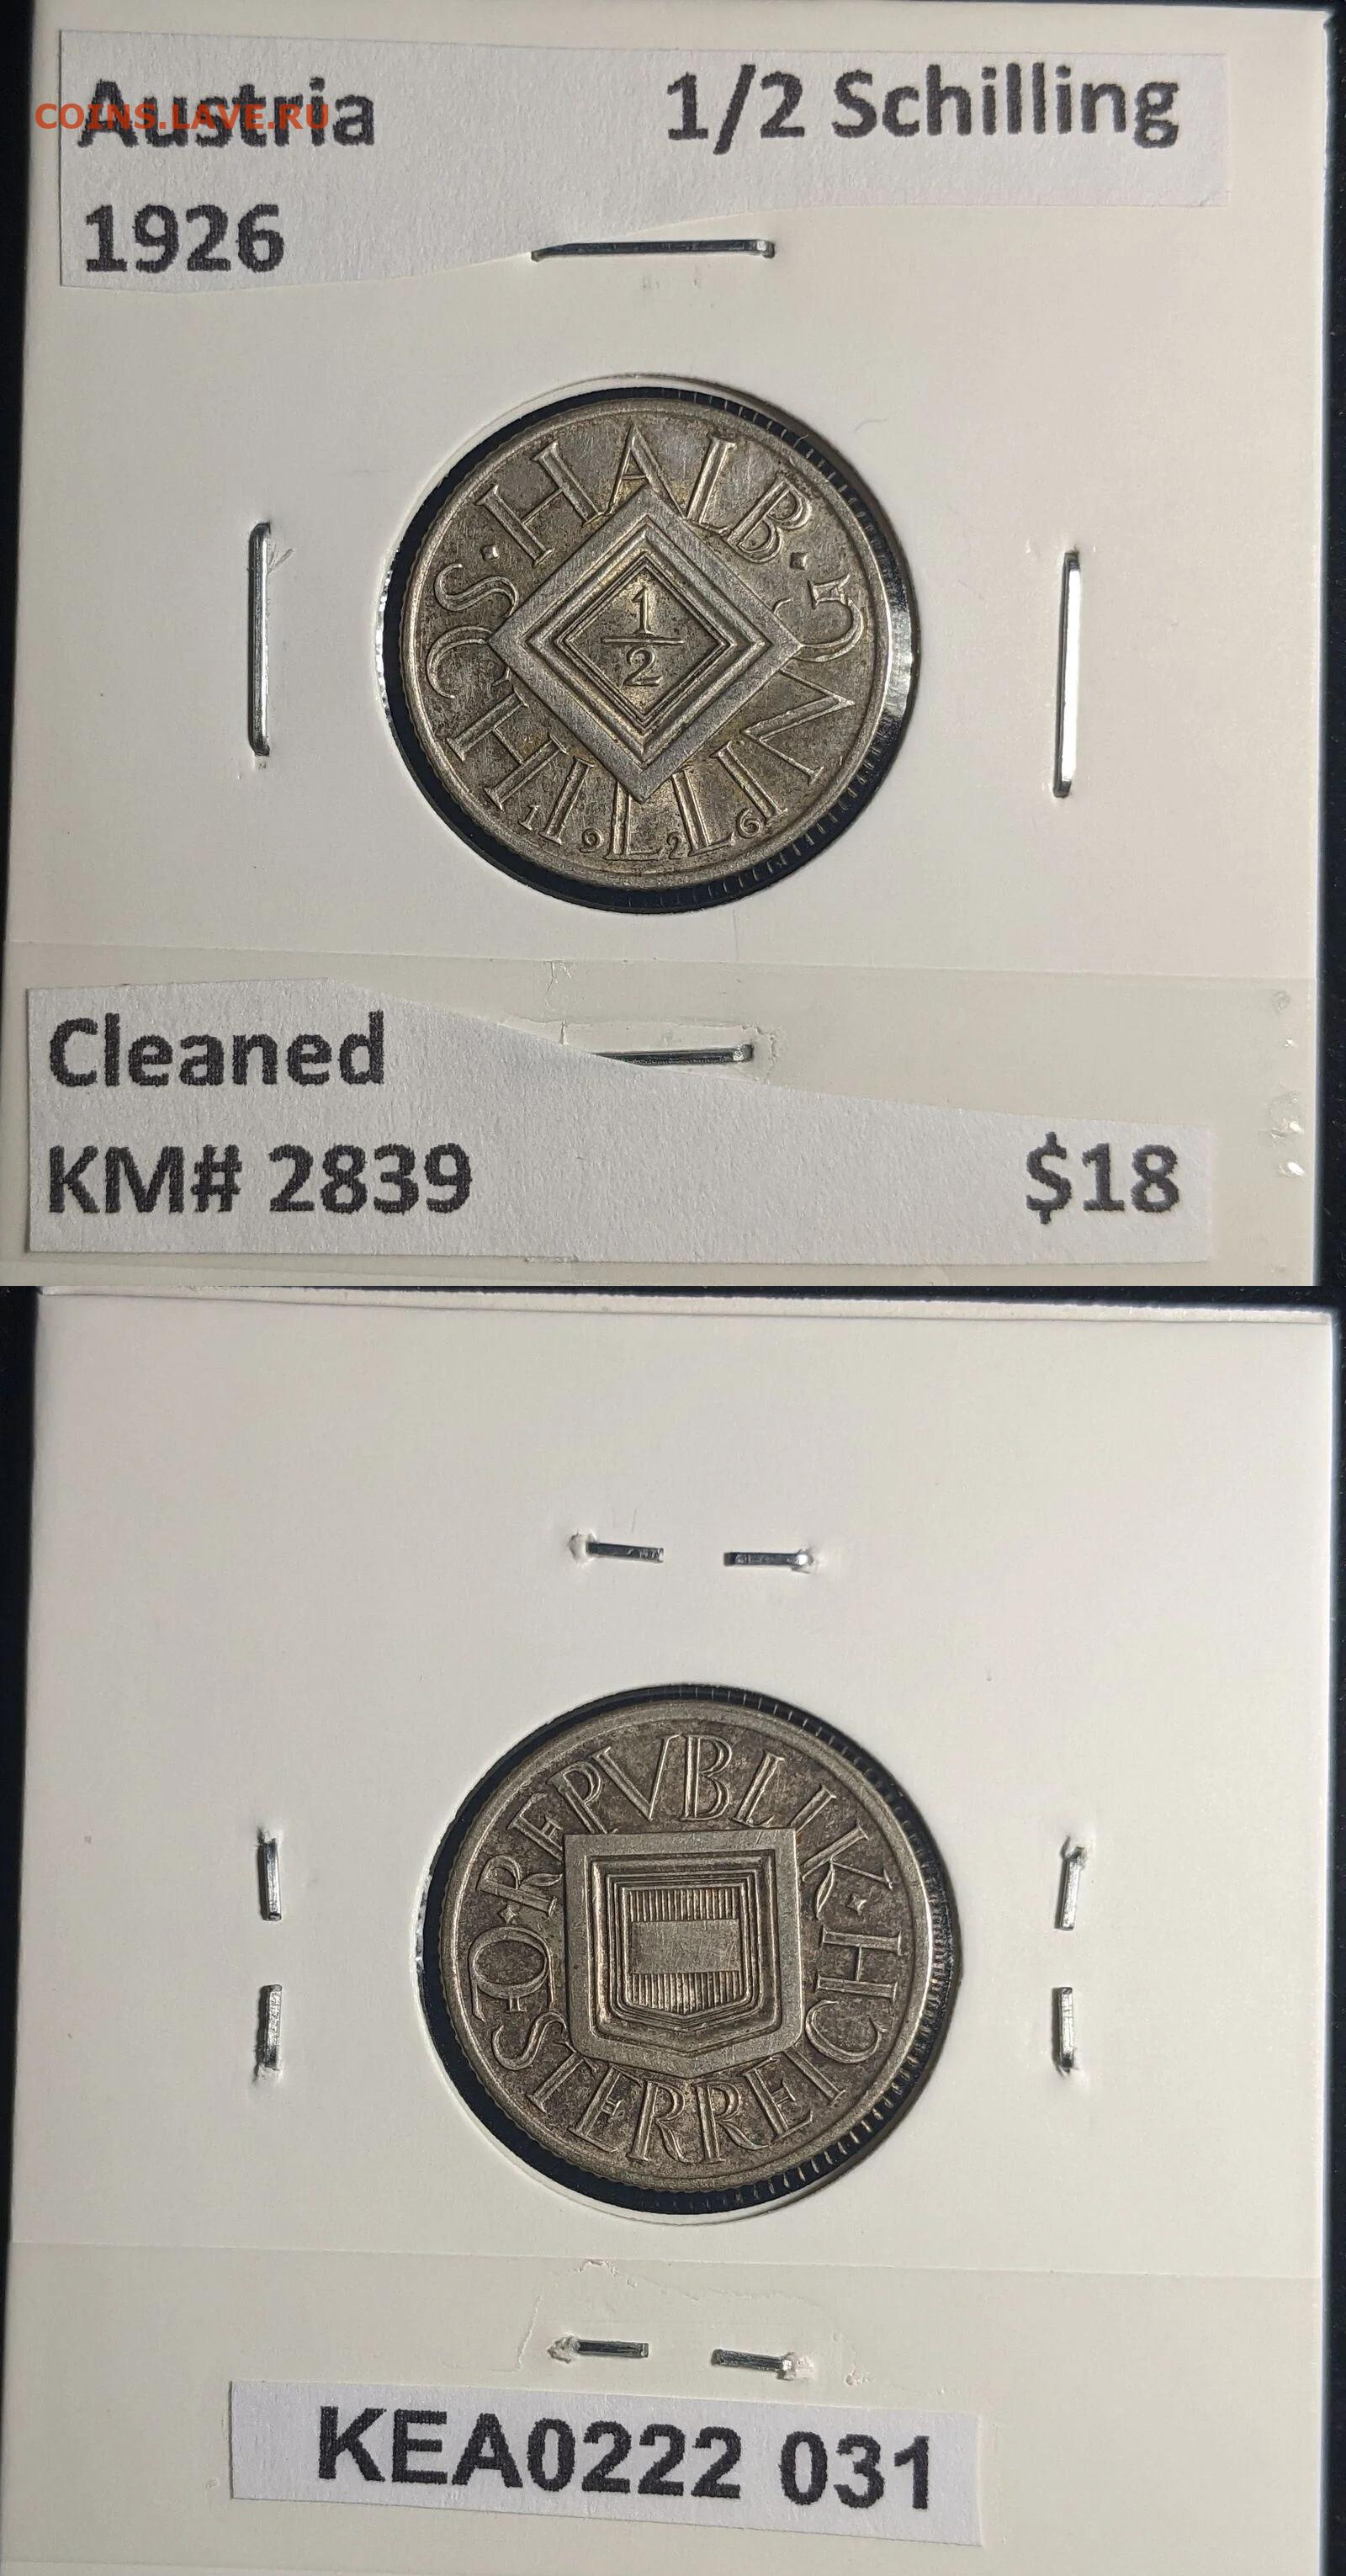 Austria 1/2 Schilling
COINS.LAVE.RU
1926
·HALB·
SCHILLING
1
2
1926
Cleaned
KM# 2839 $18
·REPVBLIK·
ÖSTERREICH
KEA0222 031